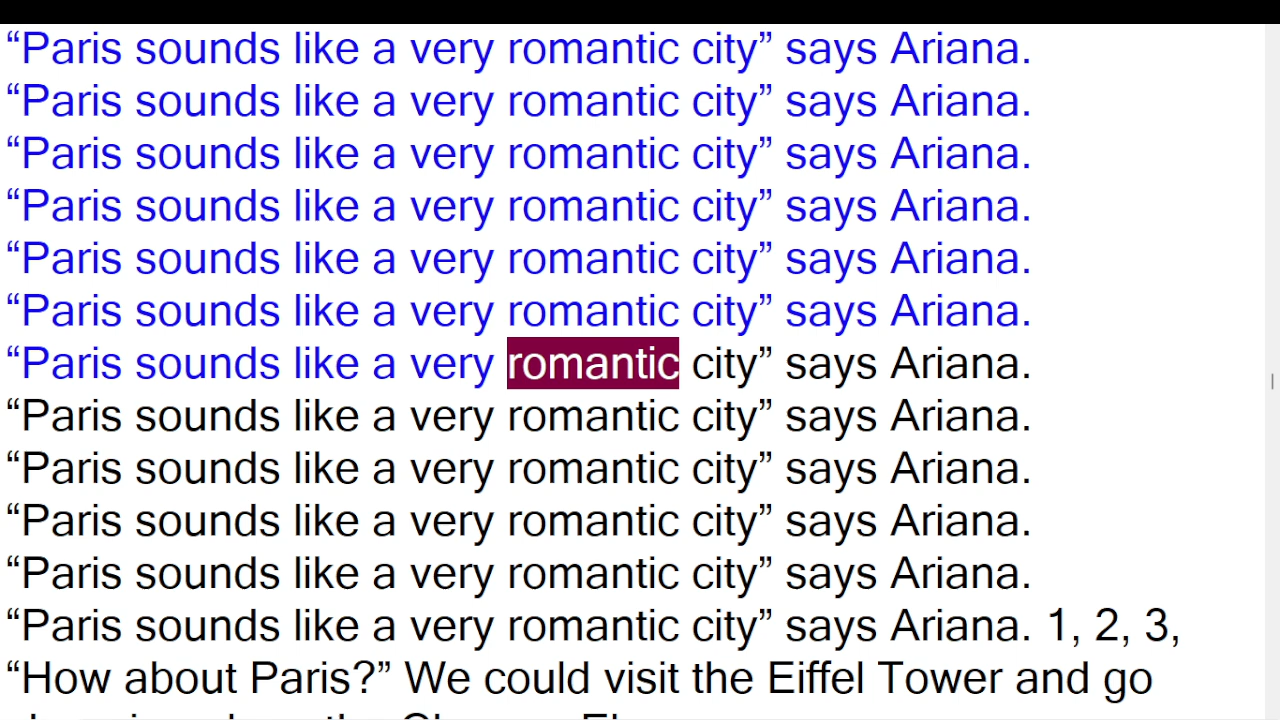 “Paris sounds like a very romantic city” says Ariana.
“Paris sounds like a very romantic city” says Ariana.
“Paris sounds like a very romantic city” says Ariana.
“Paris sounds like a very romantic city” says Ariana.
“Paris sounds like a very romantic city” says Ariana.
“Paris sounds like a very romantic city” says Ariana.
“Paris sounds like a very romantic city” says Ariana.
“Paris sounds like a very romantic city” says Ariana.
“Paris sounds like a very romantic city” says Ariana.
“Paris sounds like a very romantic city” says Ariana.
“Paris sounds like a very romantic city” says Ariana.
“Paris sounds like a very romantic city” says Ariana. 1, 2, 3,
“How about Paris?” We could visit the Eiffel Tower and go